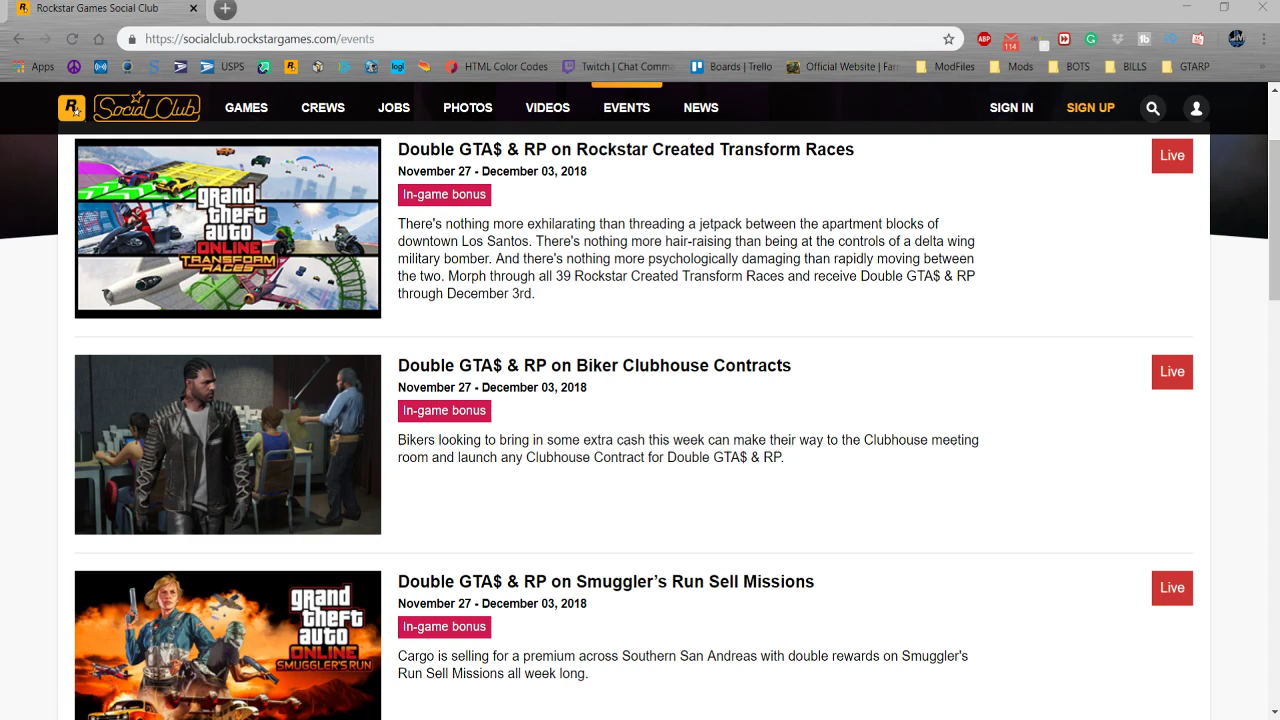 Rockstar Games Social Club
https://socialclub.rockstargames.com/events
ABP
114
Apps
USPS
logi
HTML Color Codes
Twitch | Chat Comm
Boards | Trello
Official Website | Far
ModFiles
Mods
BOTS
BILLS
GTARP
Social Club
GAMES
CREWS
JOBS
PHOTOS
VIDEOS
EVENTS
NEWS
SIGN IN
SIGN UP
grand
theft
auto
ONLINE
TRANSFORM
RACES
Double GTA$ & RP on Rockstar Created Transform Races
Live
November 27 - December 03, 2018
In-game bonus
There's nothing more exhilarating than threading a jetpack between the apartment blocks of
downtown Los Santos. There's nothing more hair-raising than being at the controls of a delta wing
military bomber. And there's nothing more psychologically damaging than rapidly moving between
the two. Morph through all 39 Rockstar Created Transform Races and receive Double GTA$ & RP
through December 3rd.
Double GTA$ & RP on Biker Clubhouse Contracts
Live
November 27 - December 03, 2018
In-game bonus
Bikers looking to bring in some extra cash this week can make their way to the Clubhouse meeting
room and launch any Clubhouse Contract for Double GTA$ & RP.
grand
theft
auto
ONLINE
SMUGGLER'S RUN
Double GTA$ & RP on Smuggler’s Run Sell Missions
Live
November 27 - December 03, 2018
In-game bonus
Cargo is selling for a premium across Southern San Andreas with double rewards on Smuggler's
Run Sell Missions all week long.